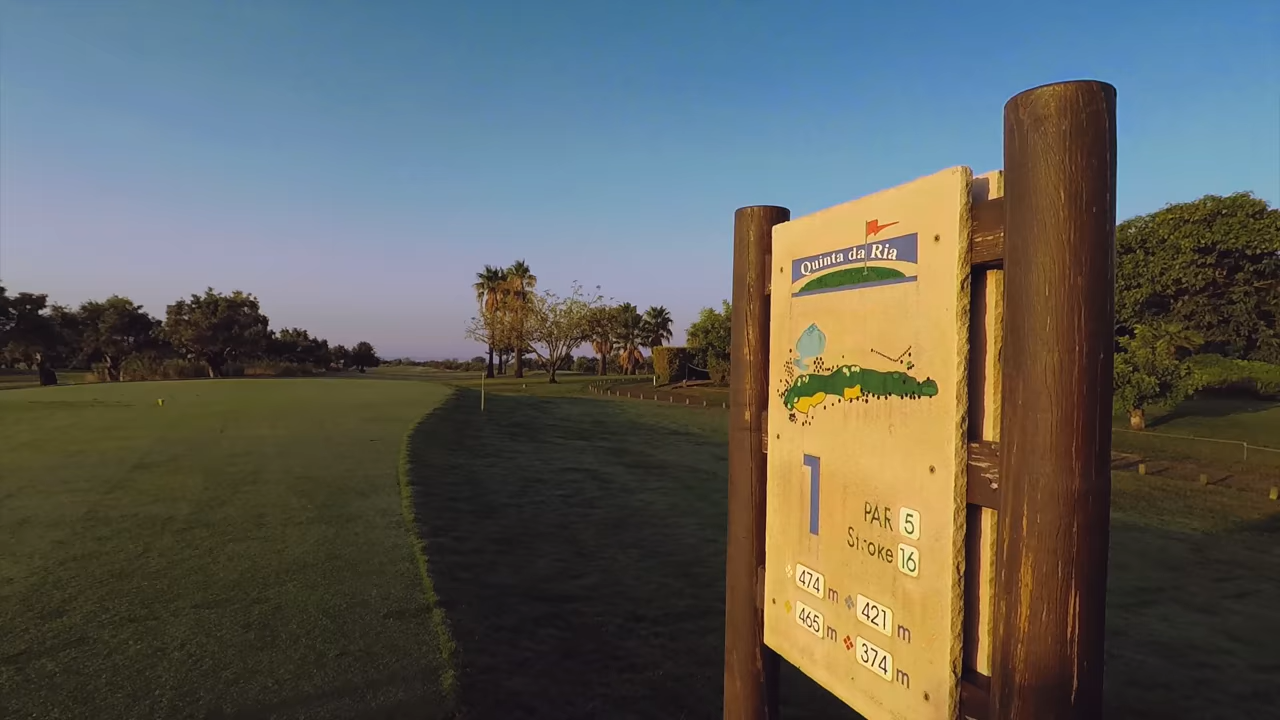 Quinta da Ria
1
PAR 5
Stroke 16
474 m 421 m
465 m 374 m